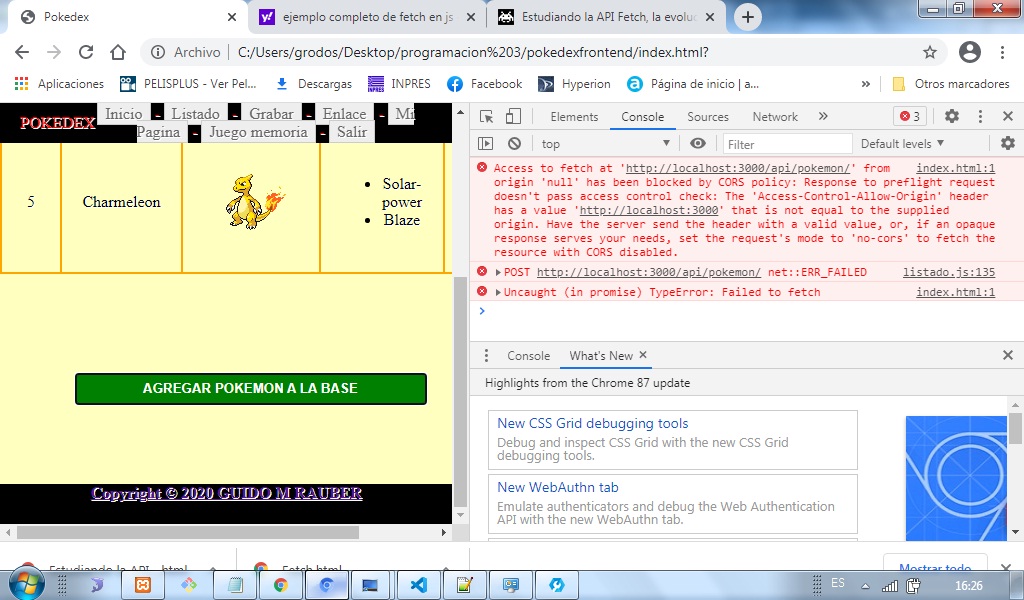 Pokedex
ejemplo completo de fetch en js
Estudiando la API Fetch, la evoluc
Archivo | C:/Users/grodos/Desktop/programacion%203/pokedexfrontend/index.html?
Aplicaciones
PELISPLUS - Ver Pel...
Descargas
INPRES
Facebook
Hyperion
Página de inicio | a...
»
Otros marcadores
POKEDEX
Inicio - Listado - Grabar - Enlace - Mi
Pagina - Juego memoria - Salir
5
Charmeleon
Solar-
power
Blaze
AGREGAR POKEMON A LA BASE
Copyright © 2020 GUIDO M RAUBER
Elements
Console
Sources
Network
»
3
top
Filter
Default levels
Access to fetch at 'http://localhost:3000/api/pokemon/' from index.html:1
origin 'null' has been blocked by CORS policy: Response to preflight request
doesn't pass access control check: The 'Access-Control-Allow-Origin' header
has a value 'http://localhost:3000' that is not equal to the supplied
origin. Have the server send the header with a valid value, or, if an opaque
response serves your needs, set the request's mode to 'no-cors' to fetch the
resource with CORS disabled.
POST http://localhost:3000/api/pokemon/ net::ERR_FAILED listado.js:135
Uncaught (in promise) TypeError: Failed to fetch index.html:1
Console
What's New
Highlights from the Chrome 87 update
New CSS Grid debugging tools
Debug and inspect CSS Grid with the new CSS Grid
debugging tools.
New WebAuthn tab
Emulate authenticators and debug the Web Authentication
API with the new WebAuthn tab.
Estudiando la API....html
Fetch.html
Mostrar todo
ES
16:26